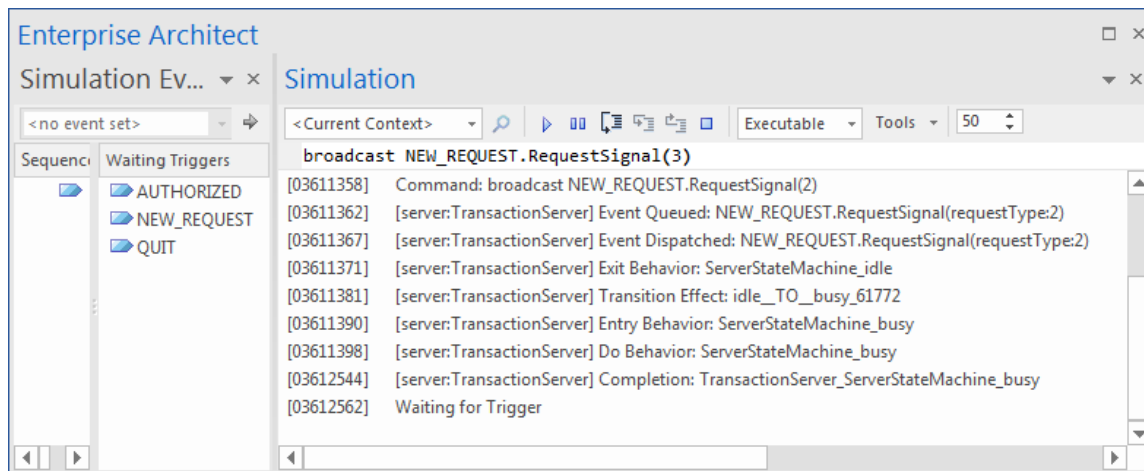 Enterprise Architect
Simulation Ev...
Simulation
<no event set>
<Current Context>
Executable
Tools
50
Sequence
Waiting Triggers
AUTHORIZED
NEW_REQUEST
QUIT
broadcast NEW_REQUEST.RequestSignal(3)
[03611358] Command: broadcast NEW_REQUEST.RequestSignal(2)
[03611362] [server:TransactionServer] Event Queued: NEW_REQUEST.RequestSignal(requestType:2)
[03611367] [server:TransactionServer] Event Dispatched: NEW_REQUEST.RequestSignal(requestType:2)
[03611371] [server:TransactionServer] Exit Behavior: ServerStateMachine_idle
[03611381] [server:TransactionServer] Transition Effect: idle__TO__busy_61772
[03611390] [server:TransactionServer] Entry Behavior: ServerStateMachine_busy
[03611398] [server:TransactionServer] Do Behavior: ServerStateMachine_busy
[03612544] [server:TransactionServer] Completion: TransactionServer_ServerStateMachine_busy
[03612562] Waiting for Trigger